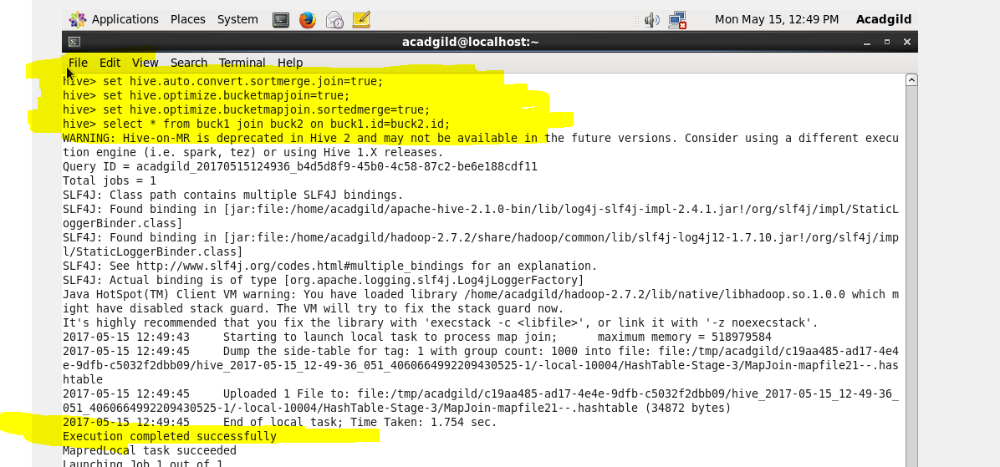 Applications Places System Mon May 15, 12:49 PM Acadgild
acadgild@localhost:~
File Edit View Search Terminal Help
hive> set hive.auto.convert.sortmerge.join=true;
hive> set hive.optimize.bucketmapjoin=true;
hive> set hive.optimize.bucketmapjoin.sortedmerge=true;
hive> select * from buck1 join buck2 on buck1.id=buck2.id;
WARNING: Hive-on-MR is deprecated in Hive 2 and may not be available in the future versions. Consider using a different execu
tion engine (i.e. spark, tez) or using Hive 1.X releases.
Query ID = acadgild_20170515124936_b4d5d8f9-45b0-4c58-87c2-be6e188cdf11
Total jobs = 1
SLF4J: Class path contains multiple SLF4J bindings.
SLF4J: Found binding in [jar:file:/home/acadgild/apache-hive-2.1.0-bin/lib/log4j-slf4j-impl-2.4.1.jar!/org/slf4j/impl/StaticL
oggerBinder.class]
SLF4J: Found binding in [jar:file:/home/acadgild/hadoop-2.7.2/share/hadoop/common/lib/slf4j-log4j12-1.7.10.jar!/org/slf4j/imp
l/StaticLoggerBinder.class]
SLF4J: See http://www.slf4j.org/codes.html#multiple_bindings for an explanation.
SLF4J: Actual binding is of type [org.apache.logging.slf4j.Log4jLoggerFactory]
Java HotSpot(TM) Client VM warning: You have loaded library /home/acadgild/hadoop-2.7.2/lib/native/libhadoop.so.1.0.0 which m
ight have disabled stack guard. The VM will try to fix the stack guard now.
It's highly recommended that you fix the library with 'execstack -c <libfile>', or link it with '-z noexecstack'.
2017-05-15 12:49:43 Starting to launch local task to process map join; maximum memory = 518979584
2017-05-15 12:49:45 Dump the side-table for tag: 1 with group count: 1000 into file: file:/tmp/acadgild/c19aa485-ad17-4e4
e-9dfb-c5032f2dbb09/hive_2017-05-15_12-49-36_051_4060664992209430525-1/-local-10004/HashTable-Stage-3/MapJoin-mapfile21--.has
htable
2017-05-15 12:49:45 Uploaded 1 File to: file:/tmp/acadgild/c19aa485-ad17-4e4e-9dfb-c5032f2dbb09/hive_2017-05-15_12-49-36_
051_4060664992209430525-1/-local-10004/HashTable-Stage-3/MapJoin-mapfile21--.hashtable (34872 bytes)
2017-05-15 12:49:45 End of local task; Time Taken: 1.754 sec.
Execution completed successfully
MapredLocal task succeeded
Launching Job 1 out of 1